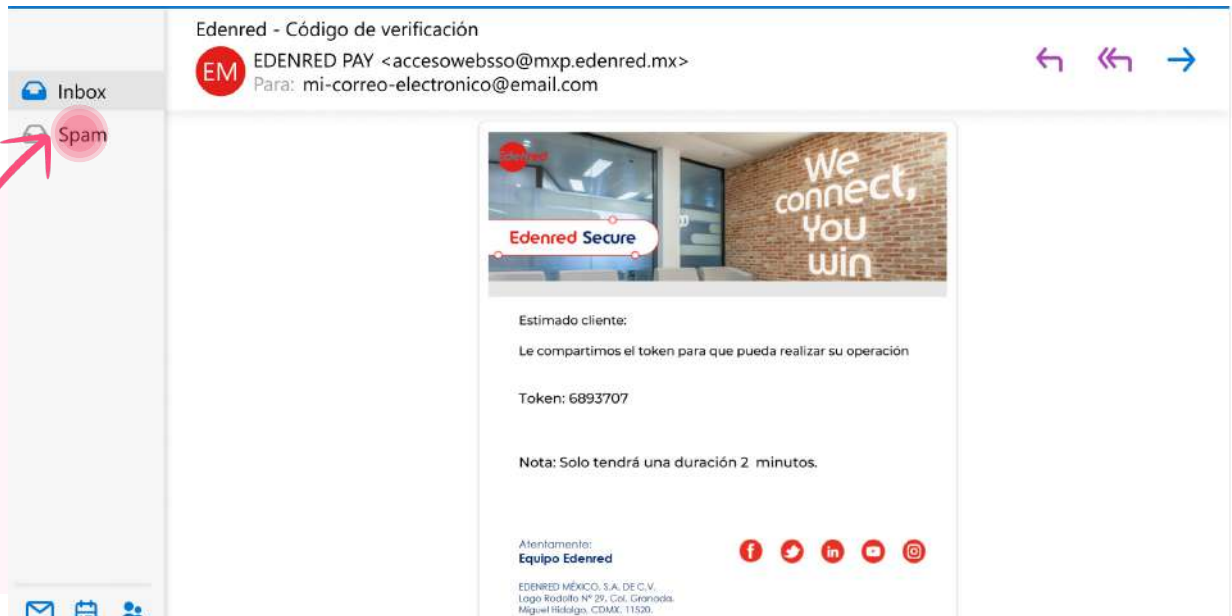 Edenred - Código de verificación
EM
EDENRED PAY <accesowebsso@mxp.edenred.mx>
Para: mi-correo-electronico@email.com
Inbox
Spam
Edenred
We
connect,
You
win
Edenred Secure
Estimado cliente:
Le compartimos el token para que pueda realizar su operación
Token: 6893707
Nota: Solo tendrá una duración 2 minutos.
Atentamente:
Equipo Edenred
EDENRED MÉXICO, S.A. DE C.V.
Lago Rodolfo Nº 29, Col. Granada.
Miguel Hidalgo, CDMX, 11520.